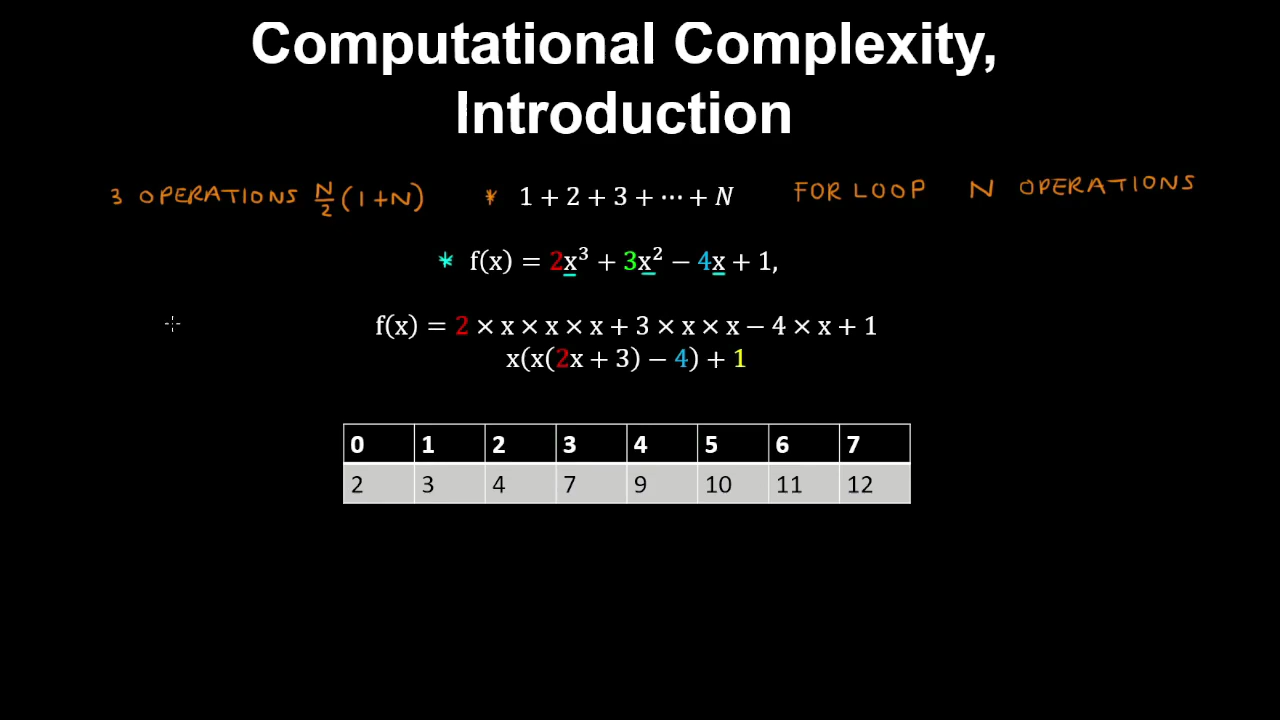 Computational Complexity,
Introduction
3 OPERATIONS N/2 (1+N) * 1 + 2 + 3 + ⋯ + N FOR LOOP N OPERATIONS
* f(x) = 2x³ + 3x² − 4x + 1,
f(x) = 2 × x × x × x + 3 × x × x − 4 × x + 1
x(x(2x + 3) − 4) + 1
0 1 2 3 4 5 6 7
2 3 4 7 9 10 11 12